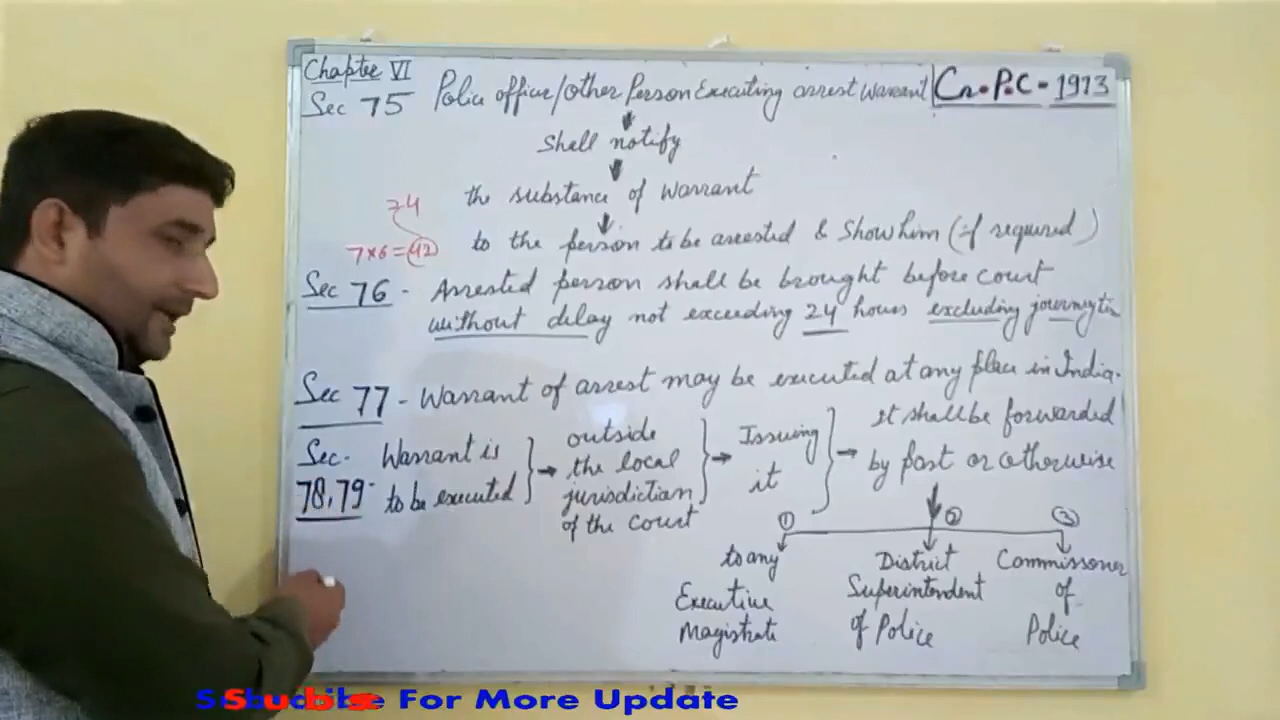 Chapter VI
Sec 75 Police officer/other Person Executing arrest warrant Cr.P.C - 1973
Shall notify
the substance of warrant
24
7x6=42
to the person to be arrested & Show him (if required)
Sec 76 - Arrested person shall be brought before court
without delay not exceeding 24 hours excluding journey
Sec 77 - Warrant of arrest may be executed at any place in India.
Sec. 78,79 - Warrant is to be executed
outside the local jurisdiction of the court
Issuing it
It shall be forwarded
by post or otherwise
① ② ③
to any Executive Magistrate
District Superintendent of Police
Commissoner of Police
For More Update